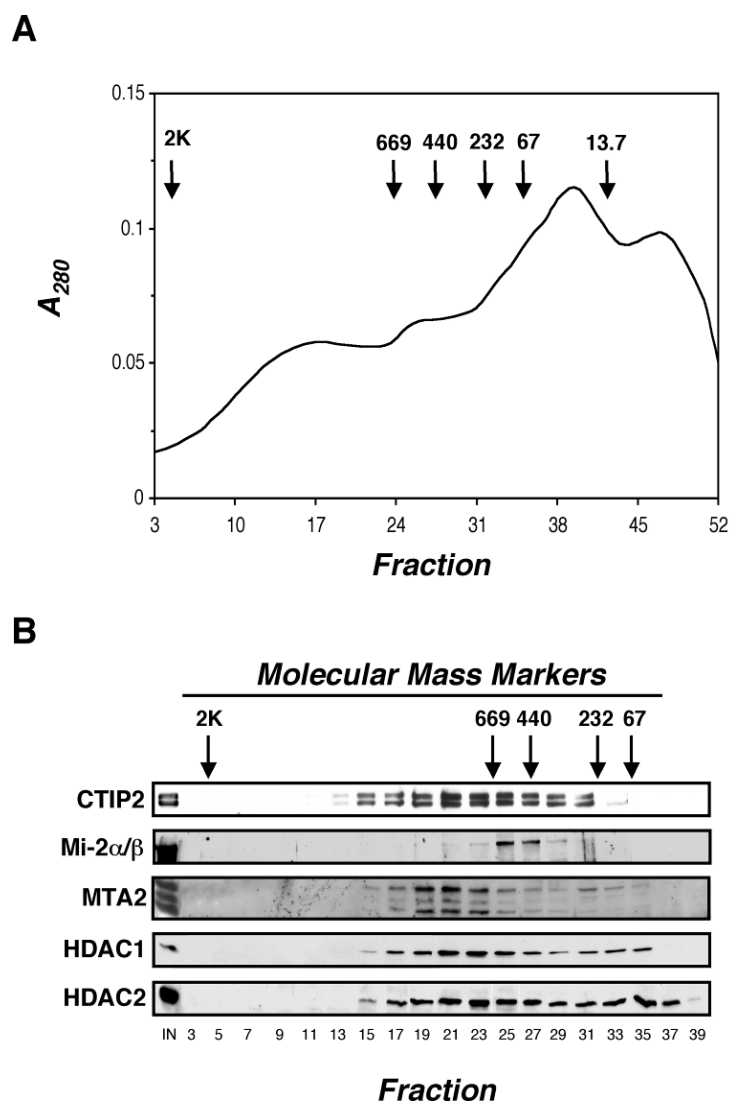 A
0.15
2K 669 440 232 67 13.7
0.1
A280
0.05
0
3 10 17 24 31 38 45 52
Fraction
B
Molecular Mass Markers
2K 669 440 232 67
CTIP2
Mi-2α/β
MTA2
HDAC1
HDAC2
IN 3 5 7 9 11 13 15 17 19 21 23 25 27 29 31 33 35 37 39
Fraction